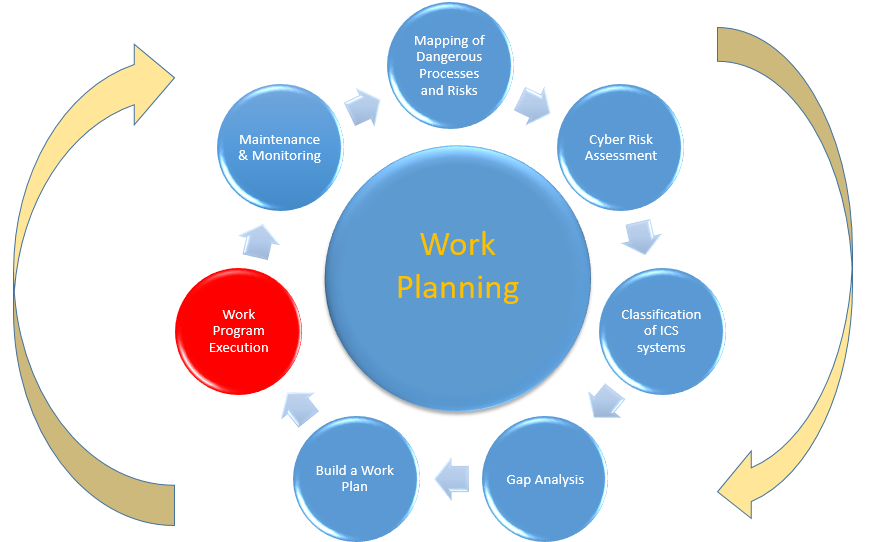 Mapping of
Dangerous
Processes
and Risks
Cyber Risk
Assessment
Classification
of ICS
systems
Gap Analysis
Build a Work
Plan
Work
Program
Execution
Maintenance
& Monitoring
Work
Planning